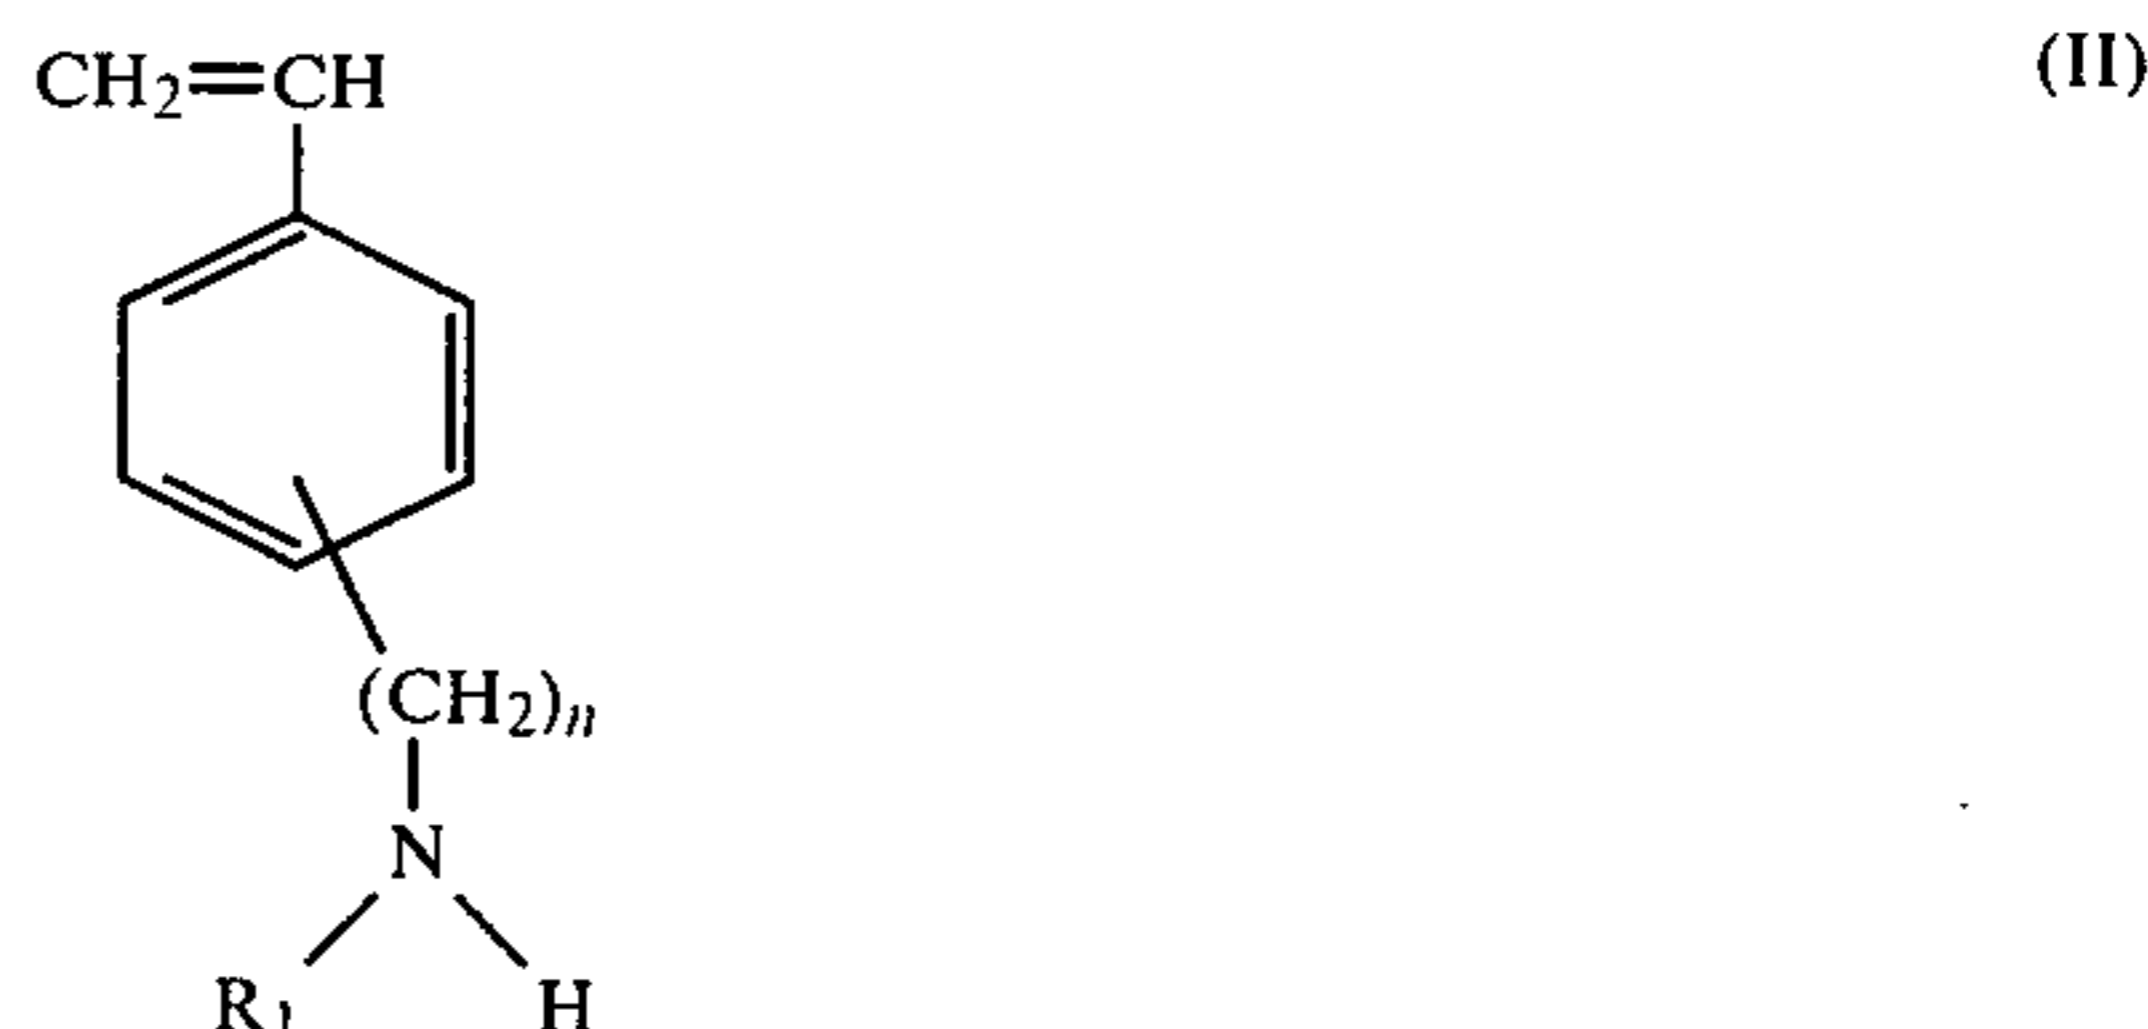 CH₂=CH (II)
(CH₂)ₙ
N
R₁ H